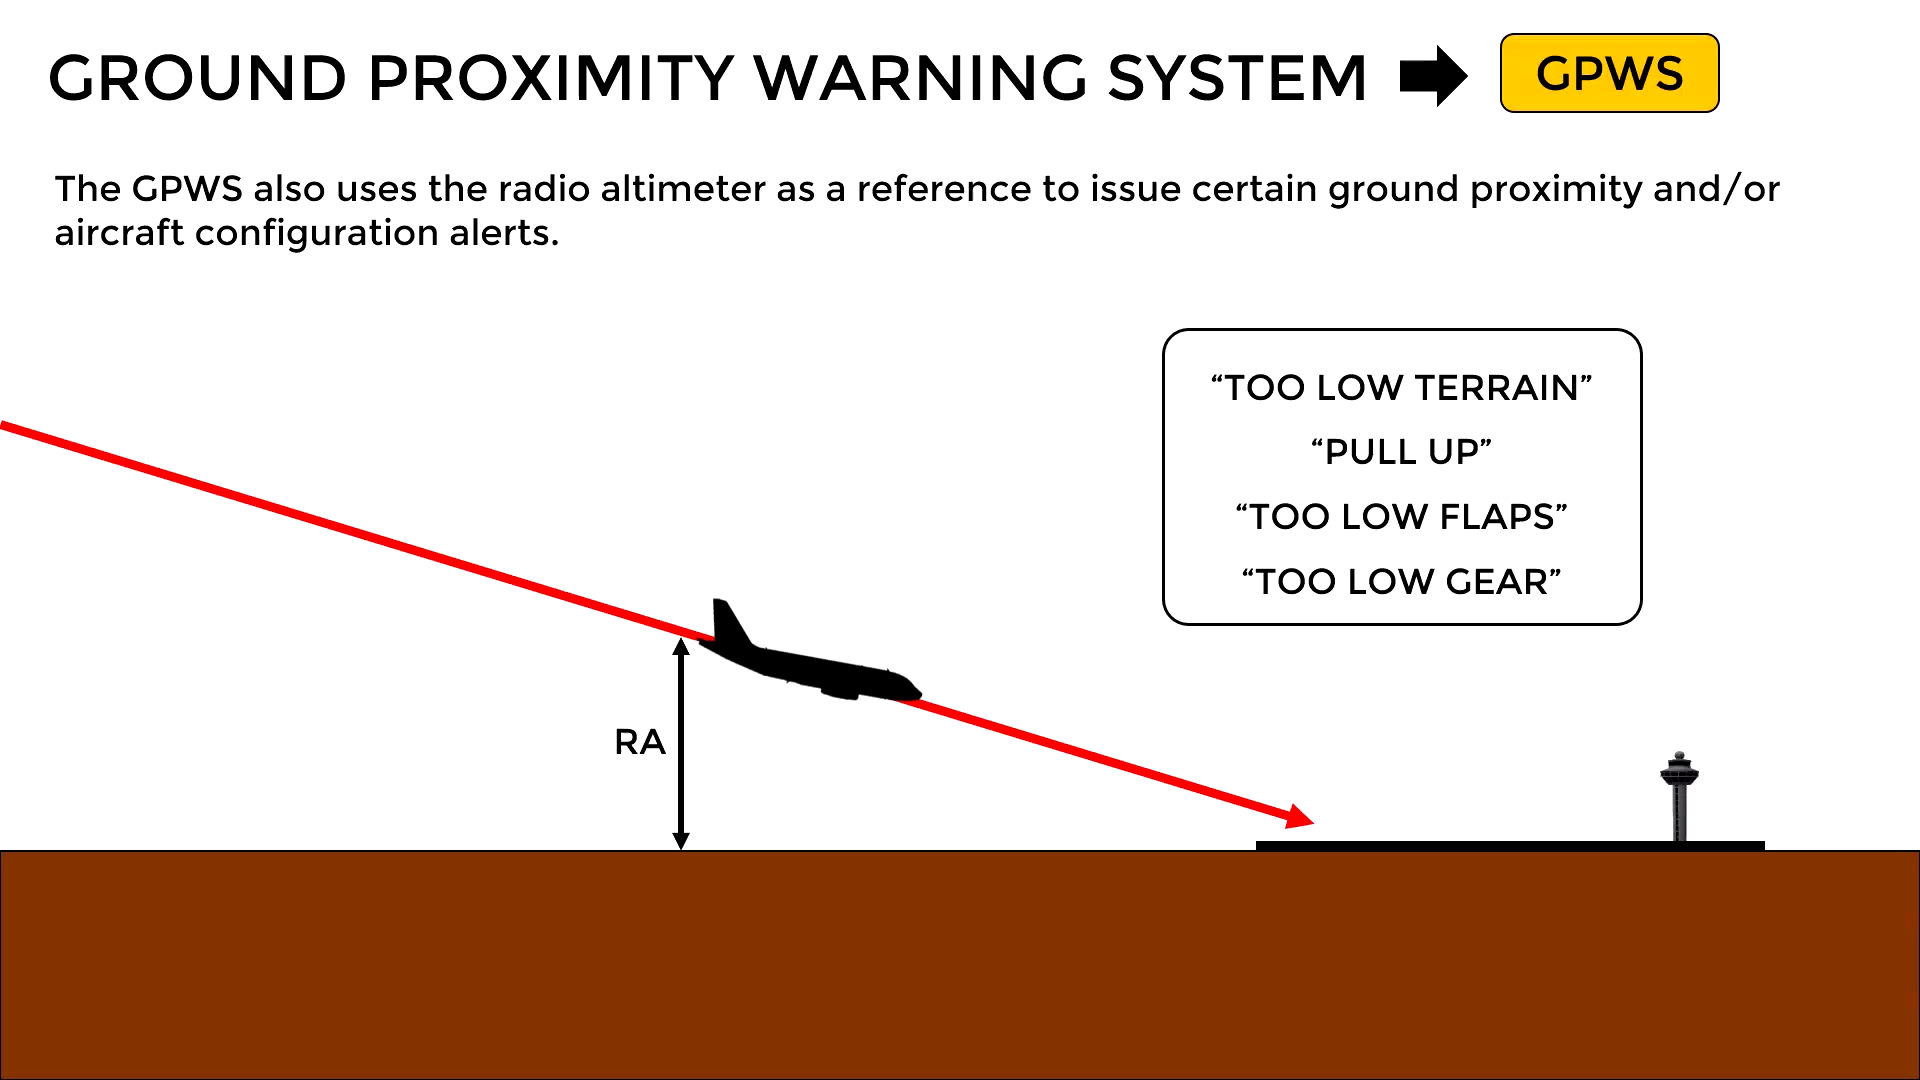 GROUND PROXIMITY WARNING SYSTEM
GPWS
The GPWS also uses the radio altimeter as a reference to issue certain ground proximity and/or
aircraft configuration alerts.
“TOO LOW TERRAIN”
“PULL UP”
“TOO LOW FLAPS”
“TOO LOW GEAR”
RA